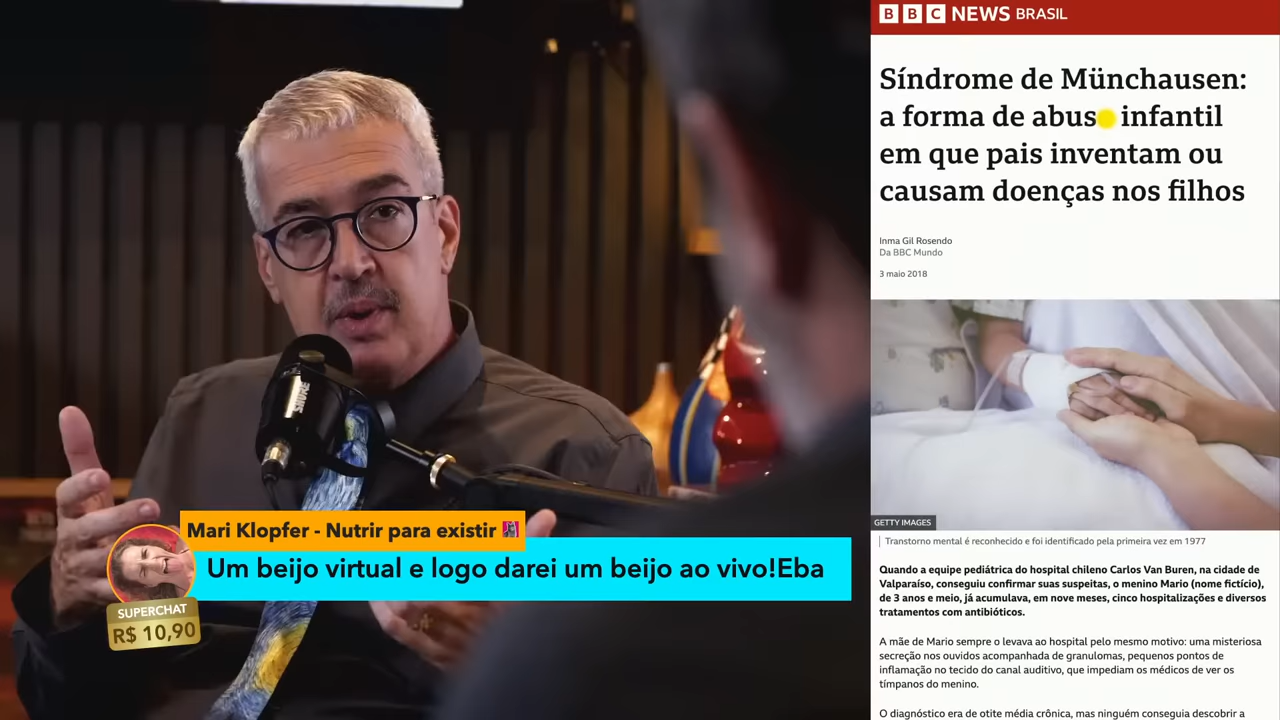 SHURE
Mari Klopfer - Nutrir para existir
Um beijo virtual e logo darei um beijo ao vivo!Eba
SUPERCHAT
R$ 10,90
BBC NEWS BRASIL
Síndrome de Münchausen:
a forma de abuso infantil
em que pais inventam ou
causam doenças nos filhos
Inma Gil Rosendo
Da BBC Mundo
3 maio 2018
GETTY IMAGES
Transtorno mental é reconhecido e foi identificado pela primeira vez em 1977
Quando a equipe pediátrica do hospital chileno Carlos Van Buren, na cidade de
Valparaíso, conseguiu confirmar suas suspeitas, o menino Mario (nome fictício),
de 3 anos e meio, já acumulava, em nove meses, cinco hospitalizações e diversos
tratamentos com antibióticos.
A mãe de Mario sempre o levava ao hospital pelo mesmo motivo: uma misteriosa
secreção nos ouvidos acompanhada de granulomas, pequenos pontos de
inflamação no tecido do canal auditivo, que impediam os médicos de ver os
tímpanos do menino.
O diagnóstico era de otite média crônica, mas ninguém conseguia descobrir a